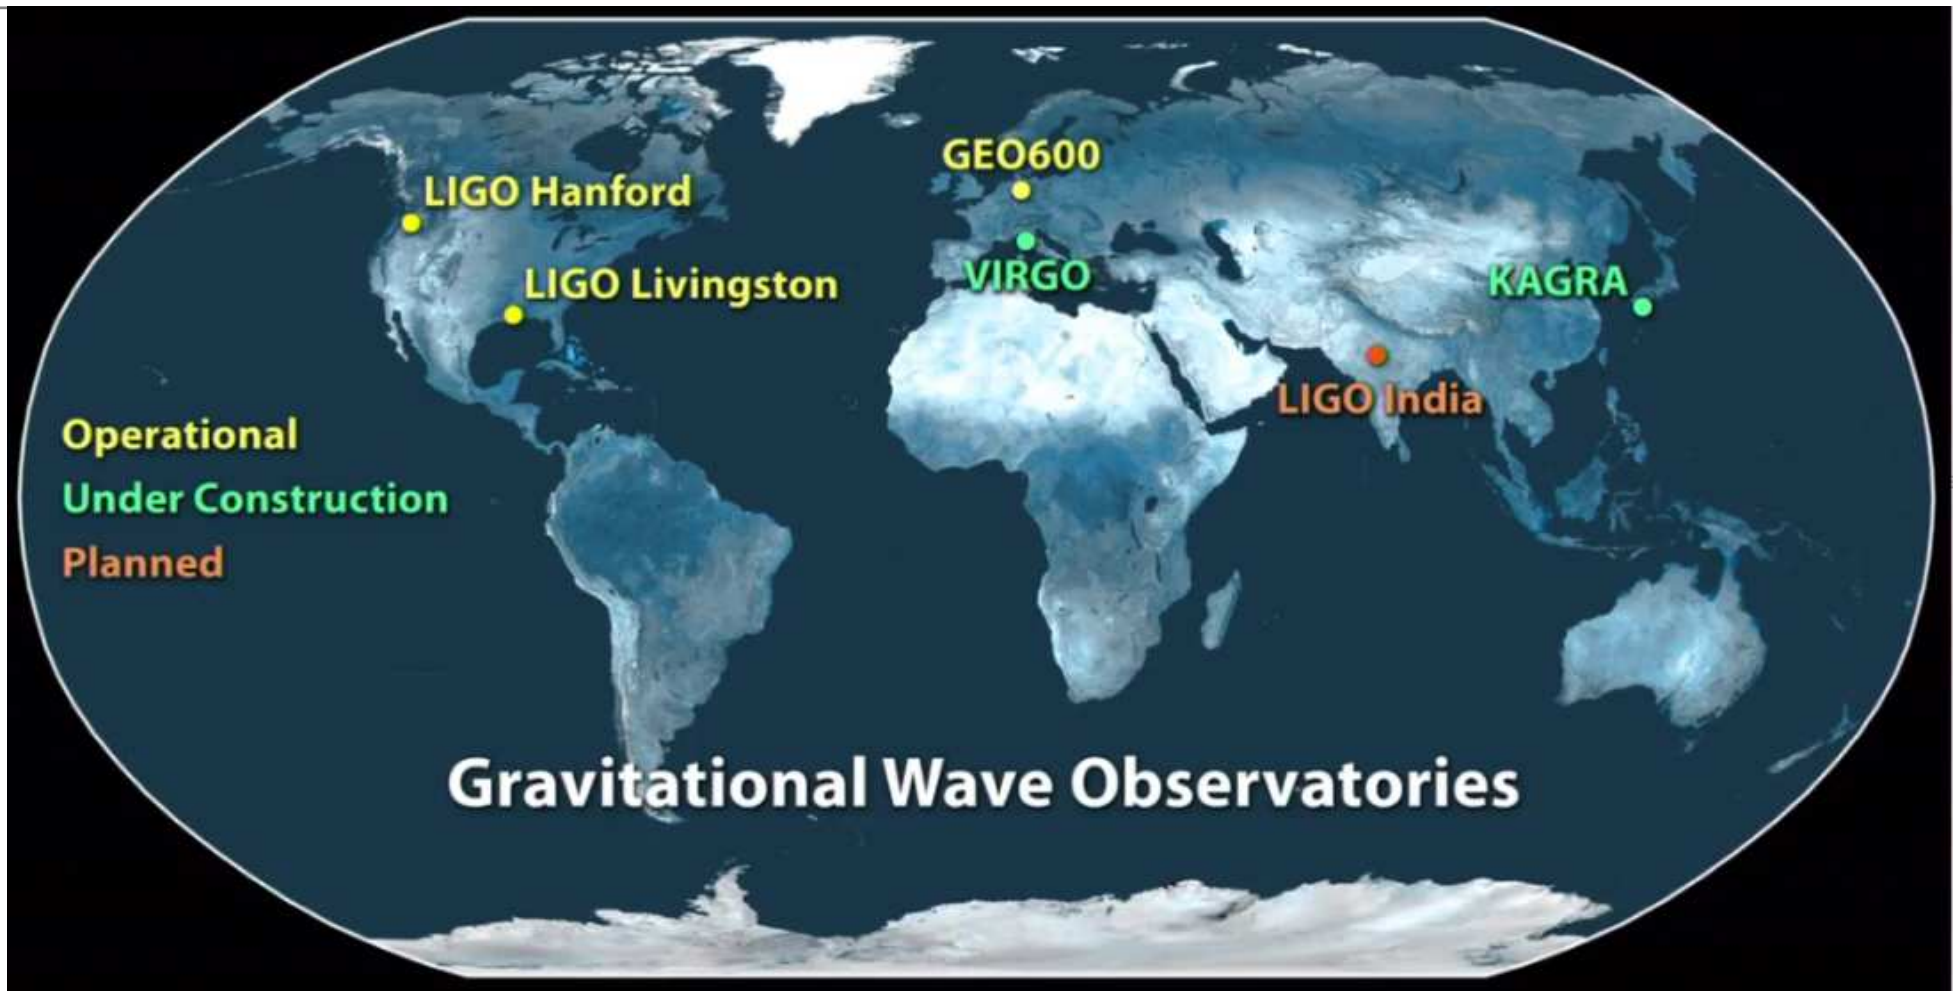 GEO600
LIGO Hanford
VIRGO
LIGO Livingston
KAGRA
LIGO India
Operational
Under Construction
Planned
Gravitational Wave Observatories